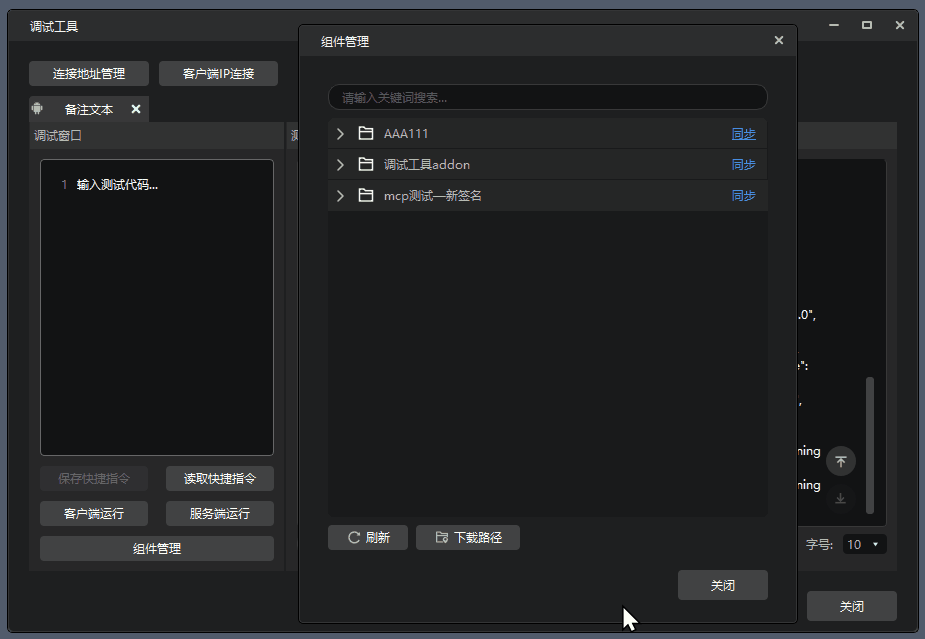 调试工具
连接地址管理
客户端IP连接
备注文本
调试窗口
1 输入测试代码...
保存快捷指令
读取快捷指令
客户端运行
服务端运行
组件管理
组件管理
请输入关键词搜索...
AAA111 同步
调试工具addon 同步
mcp测试—新签名 同步
刷新
下载路径
关闭
.0",
":
,
ning
ning
字号: 10
关闭